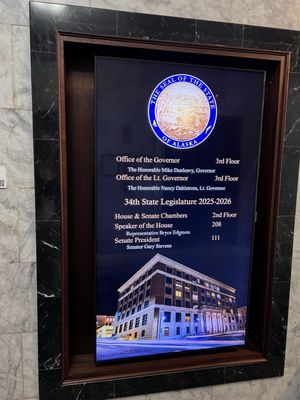 THE SEAL OF THE STATE OF ALASKA
Office of the Governor 3rd Floor
The Honorable Mike Dunleavy, Governor
Office of the Lt. Governor 3rd Floor
The Honorable Nancy Dahlstrom, Lt. Governor
34th State Legislature 2025-2026
House & Senate Chambers 2nd Floor
Speaker of the House 208
Representative Bryce Edgmon
Senate President 111
Senator Gary Stevens